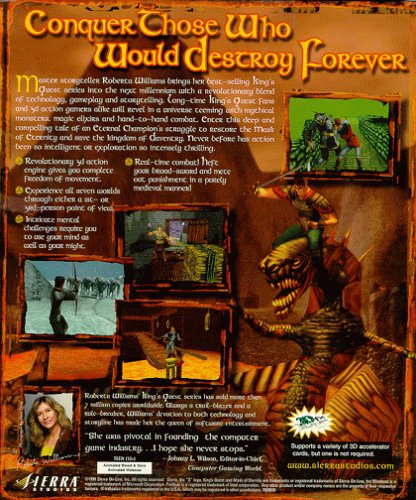 Conquer Those Who
Would Destroy Forever
Master storyteller Roberta Williams brings her best-selling King's
Quest series into the next millennium with a revolutionary blend
of technology, gameplay and storytelling. Long-time King's Quest fans
and 3d action gamers alike will revel in a universe teeming with mythical
monsters, magic elixirs and hand-to-hand combat. Enter this deep and
compelling tale of an Eternal Champion's struggle to restore the Mask
of Eternity and save the kingdom of Daventry. Never before has action
been so intelligent or exploration so intensely thrilling.
Revolutionary 3d action
engine gives you complete
freedom of movement.
Experience all seven worlds
through either a 1st- or
3rd-person point of view.
Intricate mental
challenges require you
to use your mind as
well as your might.
Real-time combat! Heft
your broad-sword and mete
out punishment in a purely
medieval manner!
Roberta Williams' King's Quest series has sold more than
7 million copies worldwide. Always a trail-blazer and a
rule-breaker, Williams' devotion to both technology and
storytelling has made her the queen of software entertainment.
"She was pivotal in founding the computer
game industry. . .I hope she never stops."
- Johnny L. Wilson, Editor-in-Chief,
Computer Gaming World
SIERRA
STUDIOS
TEEN (13+)
Animated Blood & Gore
Animated Violence
Supports a variety of 3D accelerator
cards, but one is not required.
www.sierrastudios.com